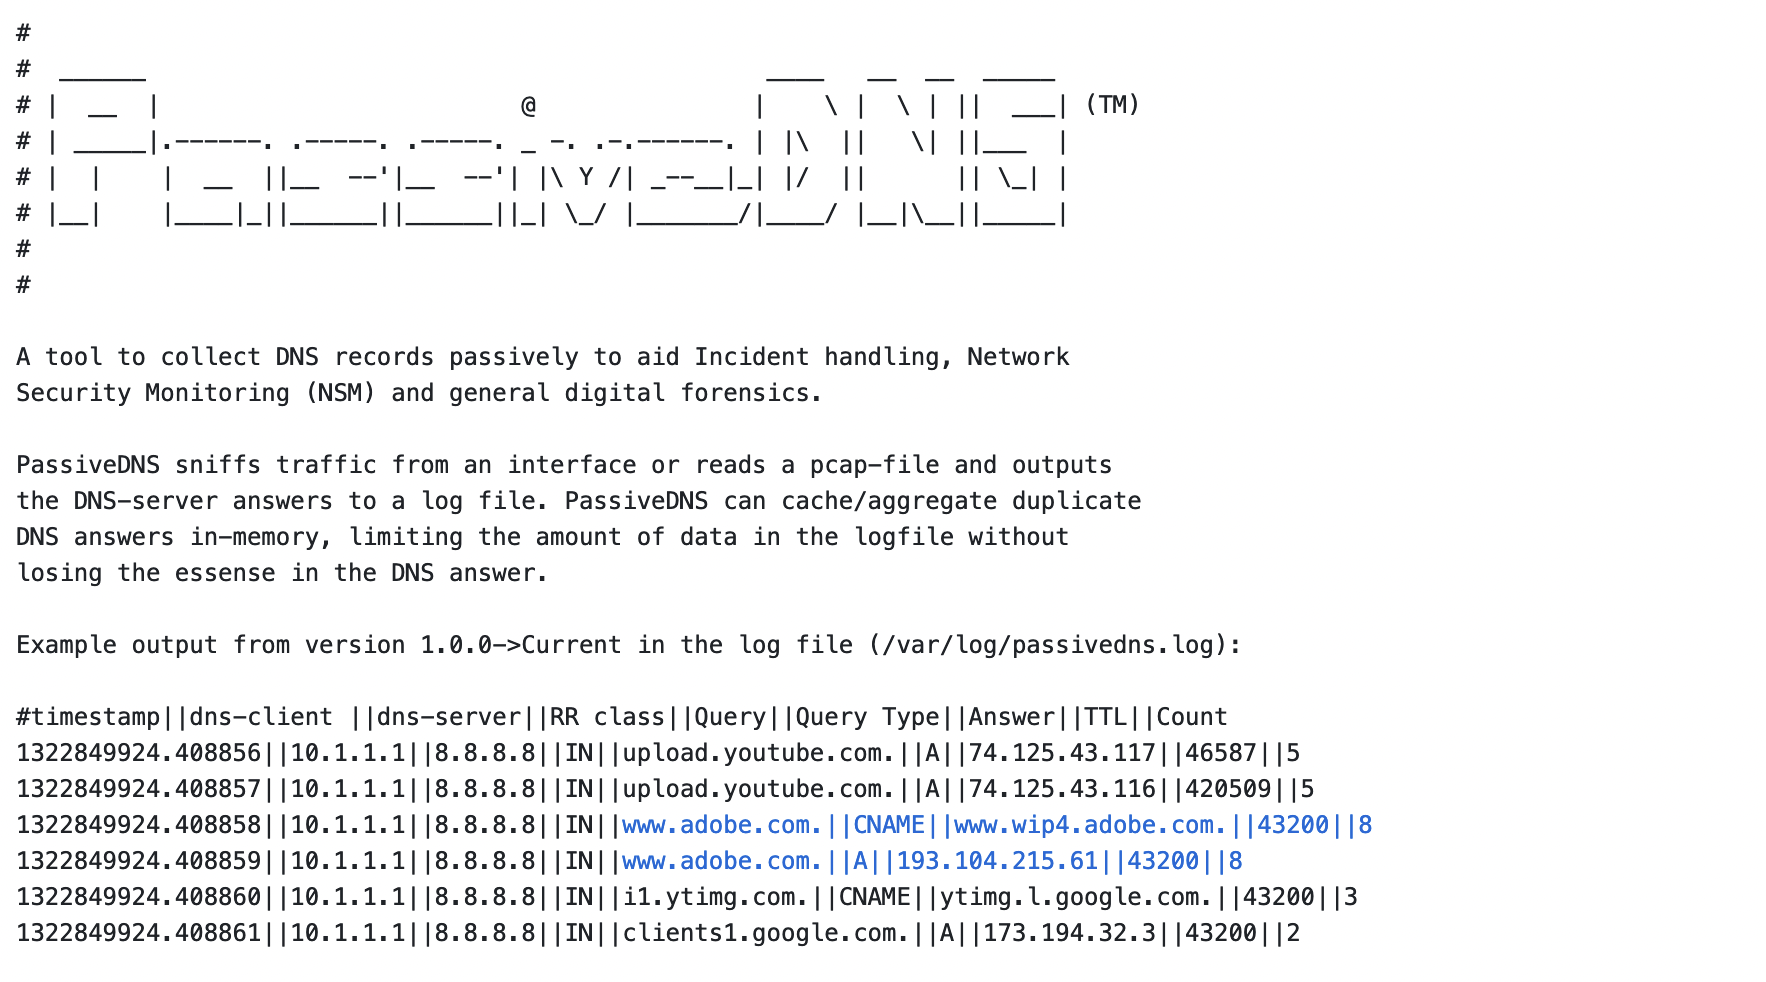 #
#  ______                                           ____   __  __  _____
# |  __  |                         @               |    \ |  \ | ||  ___| (TM)
# | _____|.------. .-----. .-----. _ -. .-.------. | |\  ||   \| ||___  |
# |  |    |  __  ||__  --'|__  --'| |\ Y /| _--__|_| |/  ||      || \_| |
# |__|    |____|_||______||______||_| \_/ |_______/|____/ |__|\__||_____|
#
#
A tool to collect DNS records passively to aid Incident handling, Network
Security Monitoring (NSM) and general digital forensics.
PassiveDNS sniffs traffic from an interface or reads a pcap-file and outputs
the DNS-server answers to a log file. PassiveDNS can cache/aggregate duplicate
DNS answers in-memory, limiting the amount of data in the logfile without
losing the essense in the DNS answer.
Example output from version 1.0.0->Current in the log file (/var/log/passivedns.log):
#timestamp||dns-client ||dns-server||RR class||Query||Query Type||Answer||TTL||Count
1322849924.408856||10.1.1.1||8.8.8.8||IN||upload.youtube.com.||A||74.125.43.117||46587||5
1322849924.408857||10.1.1.1||8.8.8.8||IN||upload.youtube.com.||A||74.125.43.116||420509||5
1322849924.408858||10.1.1.1||8.8.8.8||IN||www.adobe.com.||CNAME||www.wip4.adobe.com.||43200||8
1322849924.408859||10.1.1.1||8.8.8.8||IN||www.adobe.com.||A||193.104.215.61||43200||8
1322849924.408860||10.1.1.1||8.8.8.8||IN||i1.ytimg.com.||CNAME||ytimg.l.google.com.||43200||3
1322849924.408861||10.1.1.1||8.8.8.8||IN||clients1.google.com.||A||173.194.32.3||43200||2